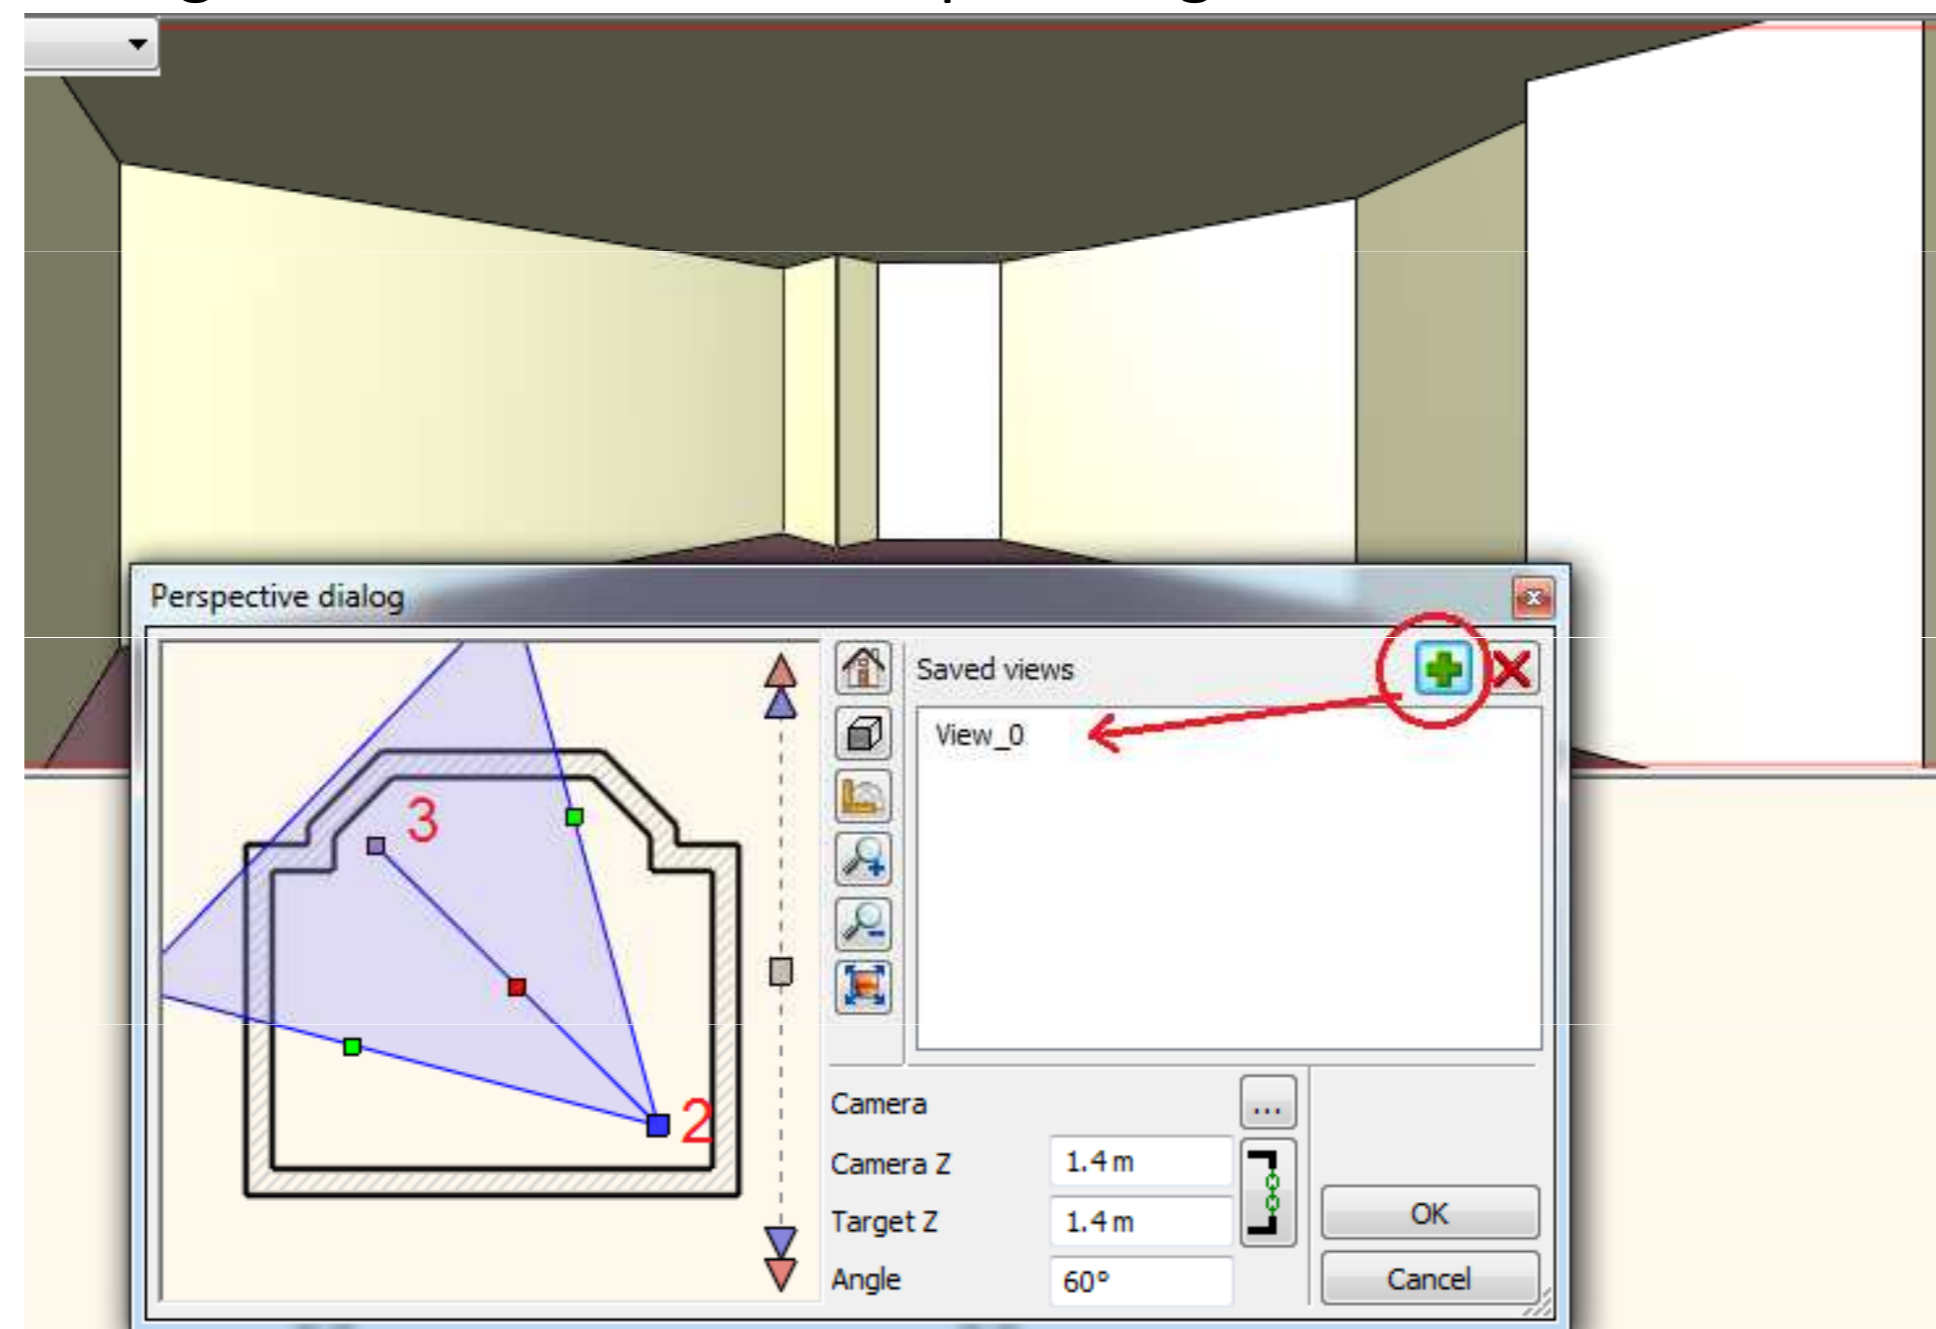 Perspective dialog
Saved views
View_0
3
2
Camera
...
Camera Z
1.4 m
Target Z
1.4 m
OK
Angle
60°
Cancel